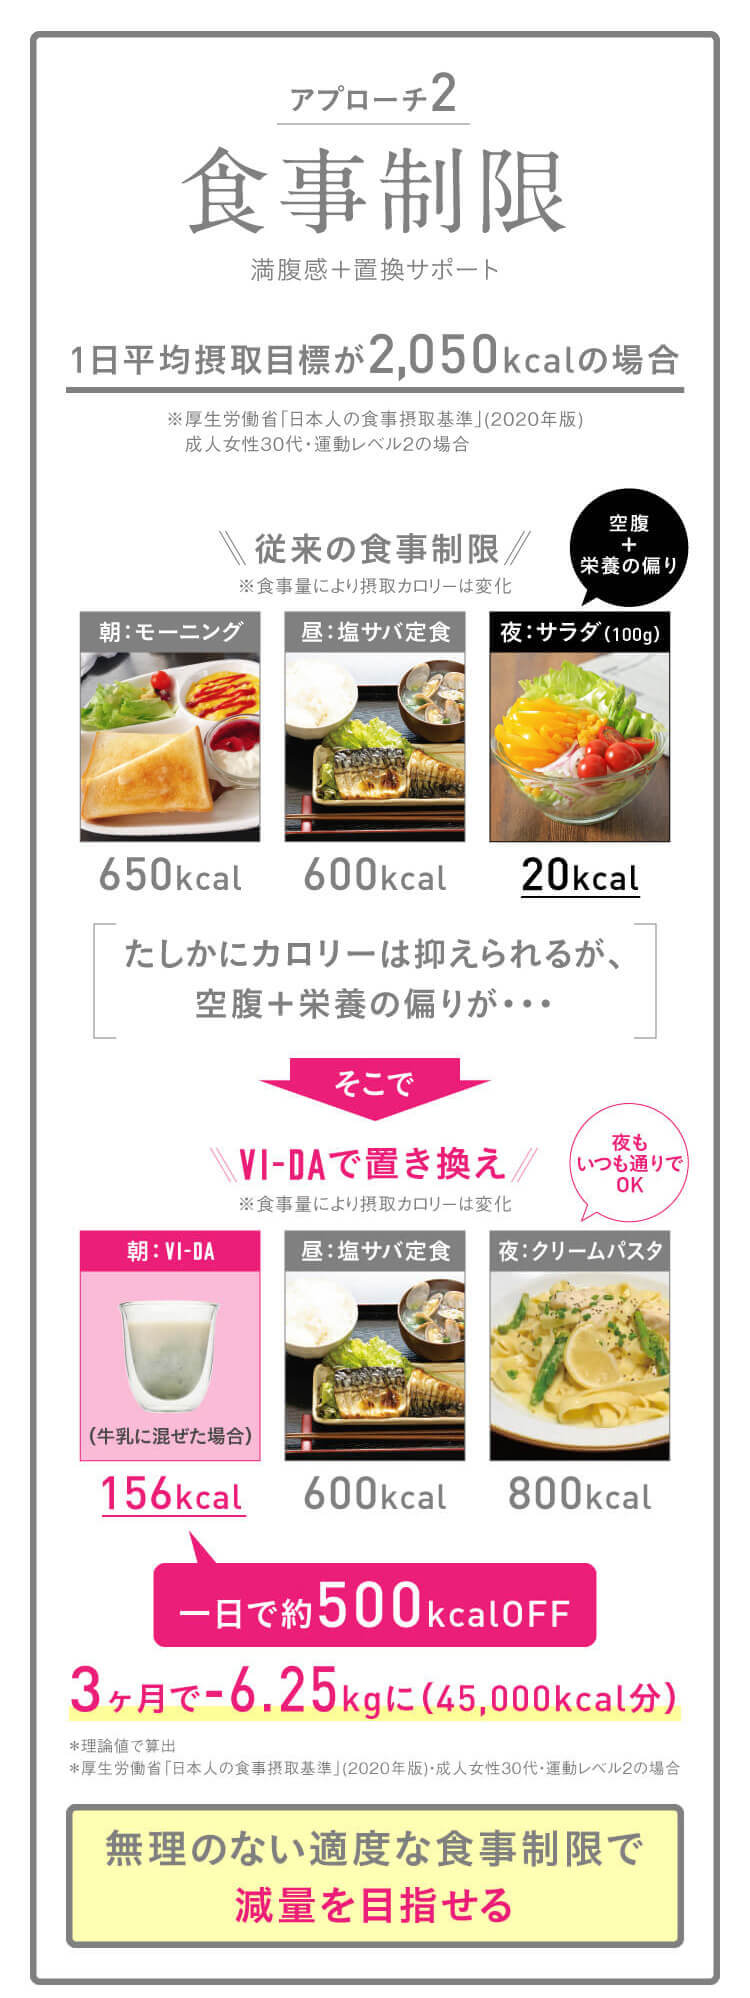 アプローチ2
食事制限
満腹感＋置換サポート
1日平均摂取目標が2,050kcalの場合
※厚生労働省「日本人の食事摂取基準」(2020年版)
成人女性30代・運動レベル2の場合
空腹
＋
栄養の偏り
従来の食事制限
※食事量により摂取カロリーは変化
朝：モーニング
昼：塩サバ定食
夜：サラダ(100g)
650kcal
600kcal
20kcal
たしかにカロリーは抑えられるが、
空腹＋栄養の偏りが・・・
そこで
夜も
いつも通りで
OK
VI-DAで置き換え
※食事量により摂取カロリーは変化
朝：VI-DA
昼：塩サバ定食
夜：クリームパスタ
(牛乳に混ぜた場合)
156kcal
600kcal
800kcal
一日で約500kcalOFF
3ヶ月で-6.25kgに(45,000kcal分)
＊理論値で算出
＊厚生労働省「日本人の食事摂取基準」(2020年版)・成人女性30代・運動レベル2の場合
無理のない適度な食事制限で
減量を目指せる